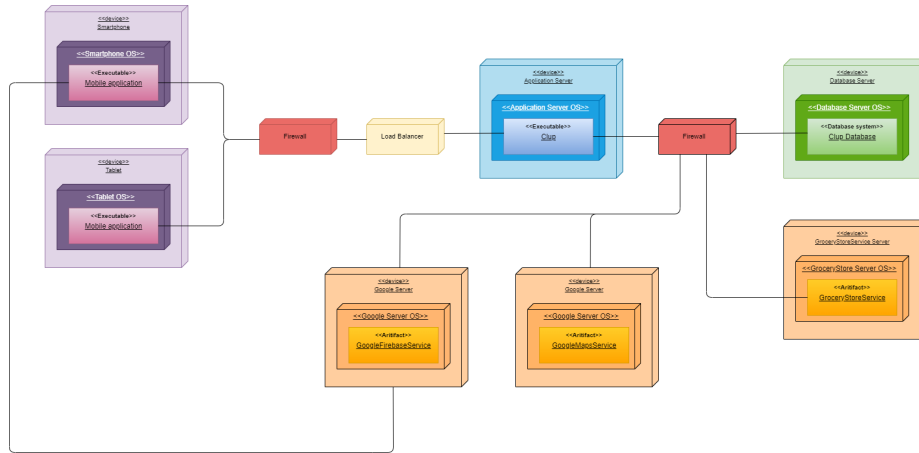 <<device>>
Smartphone
<<Smartphone OS>>
<<Executable>>
Mobile application
<<device>>
Tablet
<<Tablet OS>>
<<Executable>>
Mobile application
Firewall
Load Balancer
<<device>>
Application Server
<<Application Server OS>>
<<Executable>>
Clup
Firewall
<<device>>
Database Server
<<Database Server OS>>
<<Database system>>
Clup Database
<<device>>
GroceryStoreService Server
<<GroceryStore Server OS>>
<<Aritifact>>
GroceryStoreService
<<device>>
Google Server
<<Google Server OS>>
<<Aritifact>>
GoogleFirebaseService
<<device>>
Google Server
<<Google Server OS>>
<<Aritifact>>
GoogleMapsService